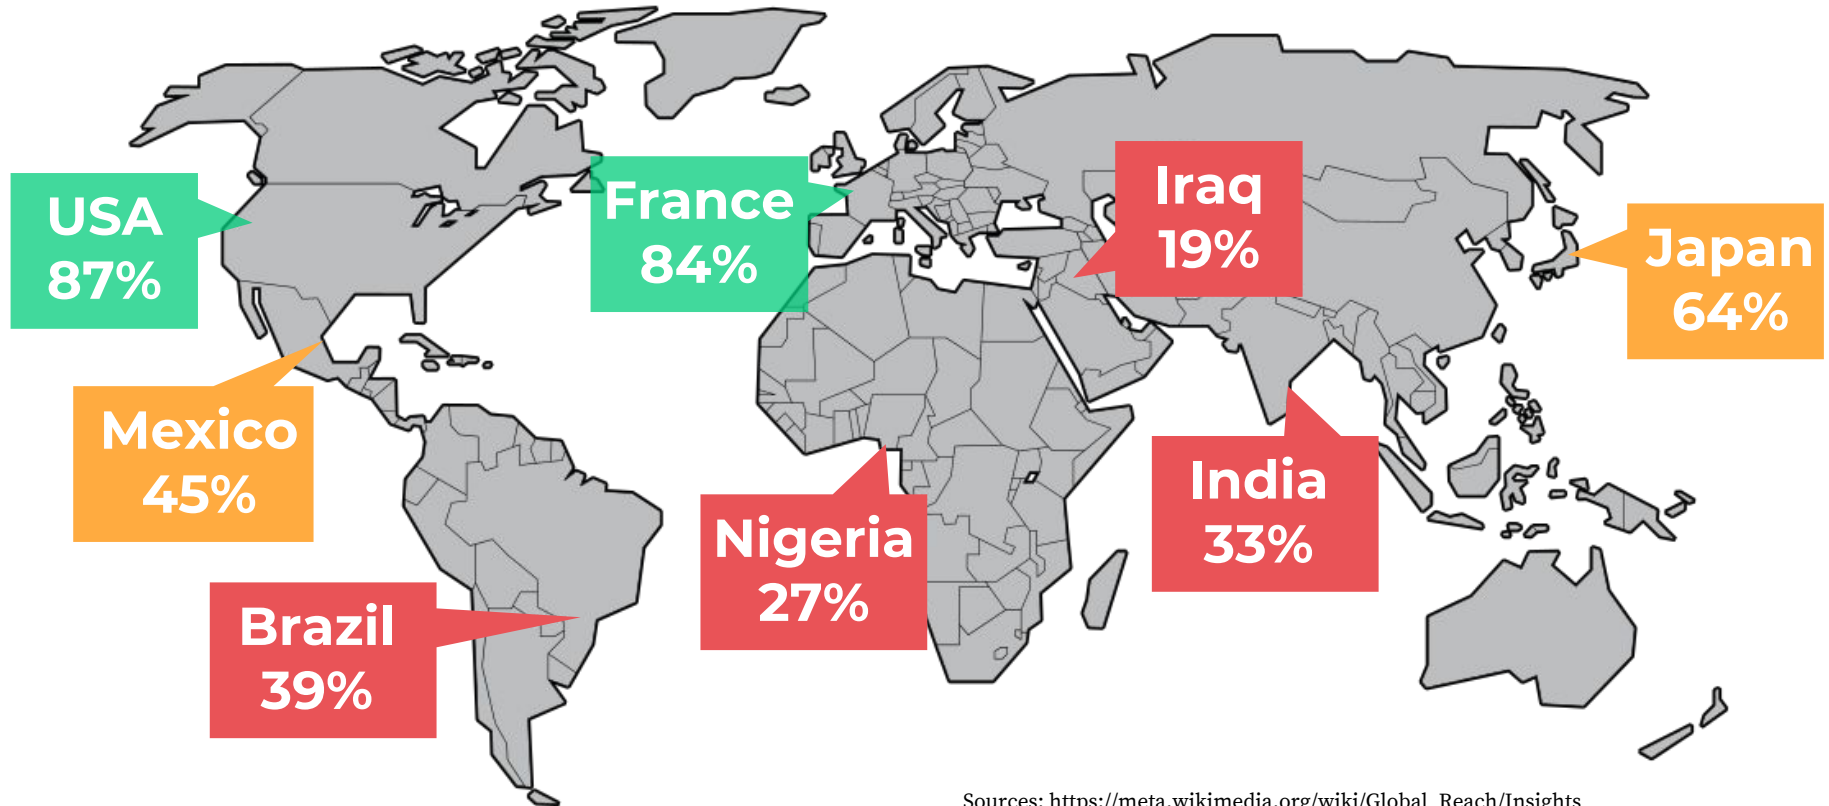 USA
87%
France
84%
Iraq
19%
Japan
64%
Mexico
45%
Nigeria
27%
India
33%
Brazil
39%
Sources: https://meta.wikimedia.org/wiki/Global_Reach/Insights